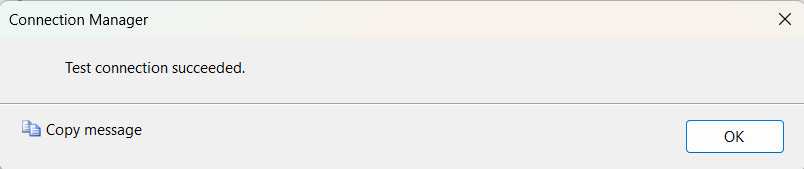 Connection Manager
Test connection succeeded.
Copy message
OK